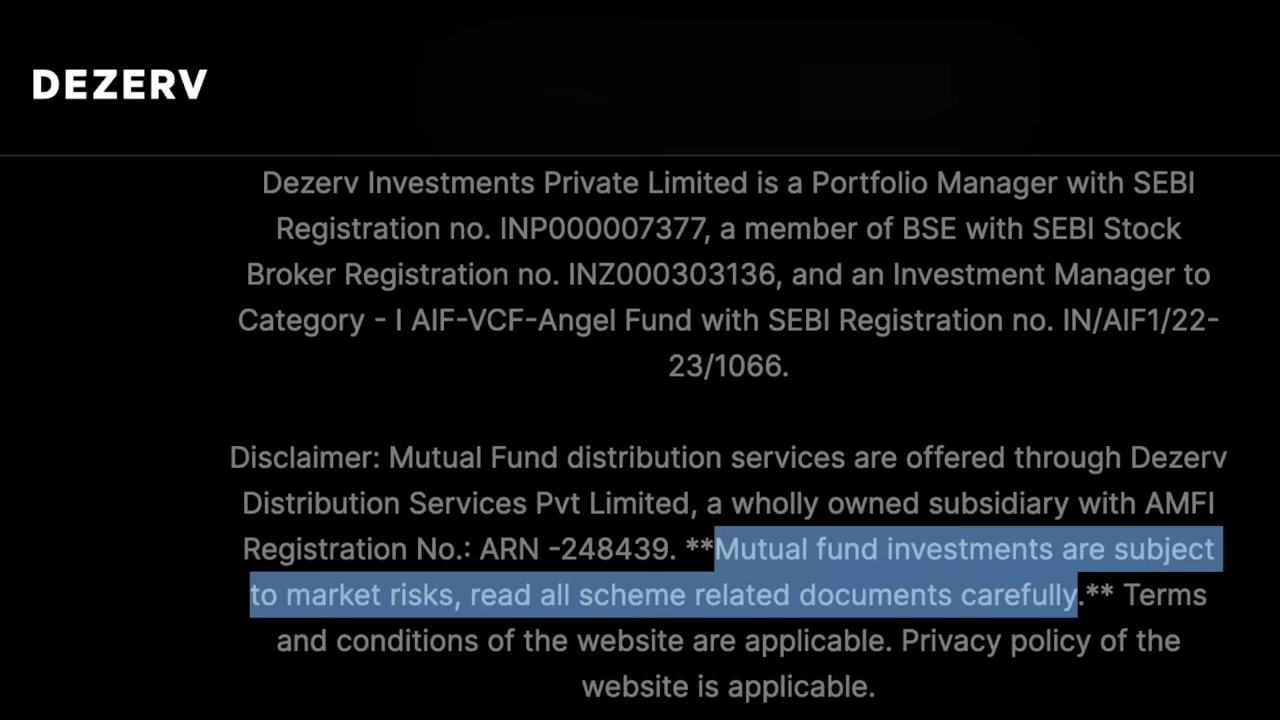 DEZERV
Dezerv Investments Private Limited is a Portfolio Manager with SEBI
Registration no. INP000007377, a member of BSE with SEBI Stock
Broker Registration no. INZ000303136, and an Investment Manager to
Category - I AIF-VCF-Angel Fund with SEBI Registration no. IN/AIF1/22-
23/1066.
Disclaimer: Mutual Fund distribution services are offered through Dezerv
Distribution Services Pvt Limited, a wholly owned subsidiary with AMFI
Registration No.: ARN -248439. **Mutual fund investments are subject
to market risks, read all scheme related documents carefully.** Terms
and conditions of the website are applicable. Privacy policy of the
website is applicable.